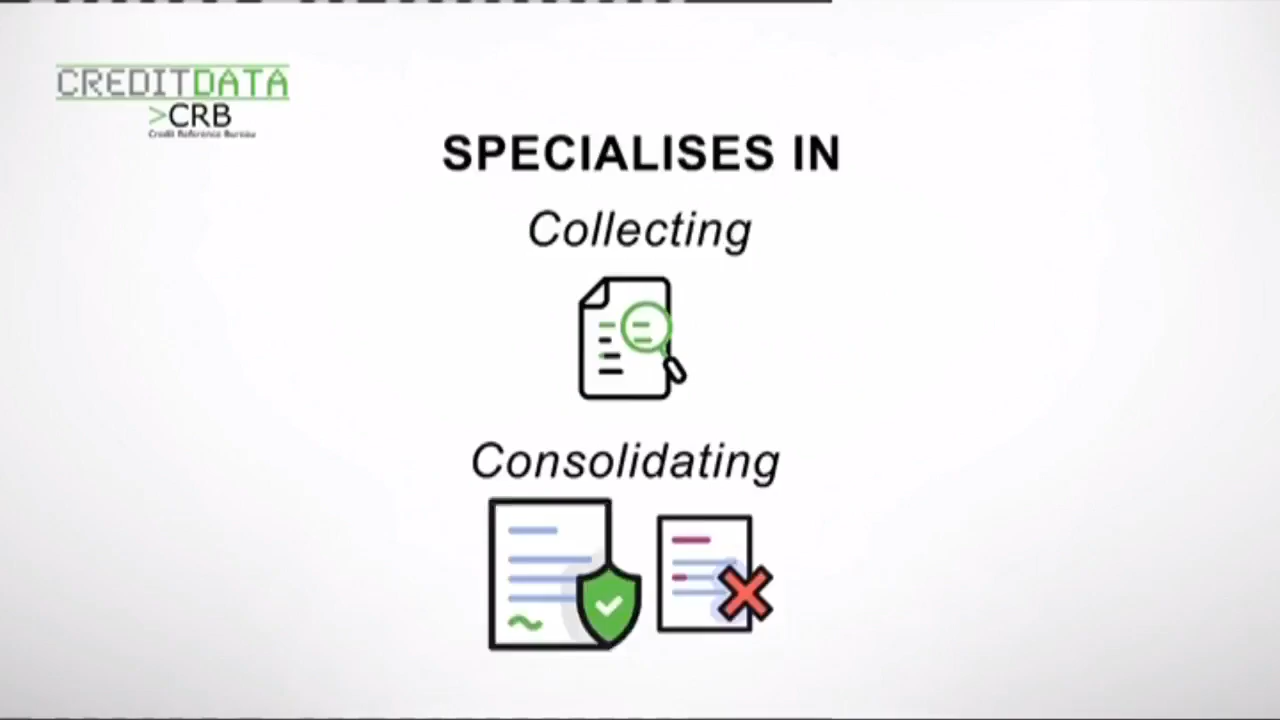 CREDITDATA
>CRB
Credit Reference Bureau
SPECIALISES IN
Collecting
Consolidating